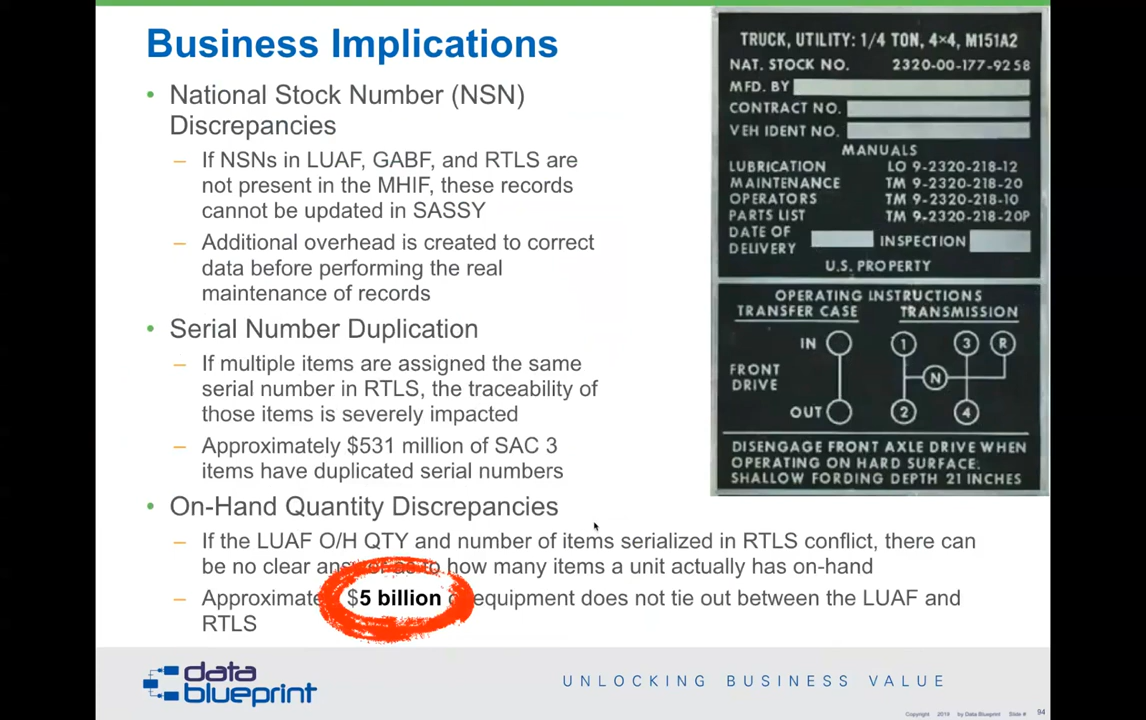 Business Implications
• National Stock Number (NSN)
Discrepancies
– If NSNs in LUAF, GABF, and RTLS are
not present in the MHIF, these records
cannot be updated in SASSY
– Additional overhead is created to correct
data before performing the real
maintenance of records
• Serial Number Duplication
– If multiple items are assigned the same
serial number in RTLS, the traceability of
those items is severely impacted
– Approximately $531 million of SAC 3
items have duplicated serial numbers
• On-Hand Quantity Discrepancies
– If the LUAF O/H QTY and number of items serialized in RTLS conflict, there can
be no clear answer as to how many items a unit actually has on-hand
– $5 billion equipment does not tie out between the LUAF and
RTLS
TRUCK, UTILITY: 1/4 TON, 4×4, M151A2
NAT. STOCK NO. 2320-00-177-9258
MFD. BY
CONTRACT NO.
VEH IDENT NO.
MANUALS
LUBRICATION LO 9-2320-218-12
MAINTENANCE TM 9-2320-218-20
OPERATORS TM 9-2320-218-10
PARTS LIST TM 9-2320-218-20P
DATE OF
DELIVERY INSPECTION
U.S. PROPERTY
OPERATING INSTRUCTIONS
TRANSFER CASE TRANSMISSION
IN 1 3 R
FRONT
DRIVE N
OUT 2 4
DISENGAGE FRONT AXLE DRIVE WHEN
OPERATING ON HARD SURFACE.
SHALLOW FORDING DEPTH 21 INCHES
data
blueprint
UNLOCKING BUSINESS VALUE
Copyright 2014 by Data Blueprint Slide # 94